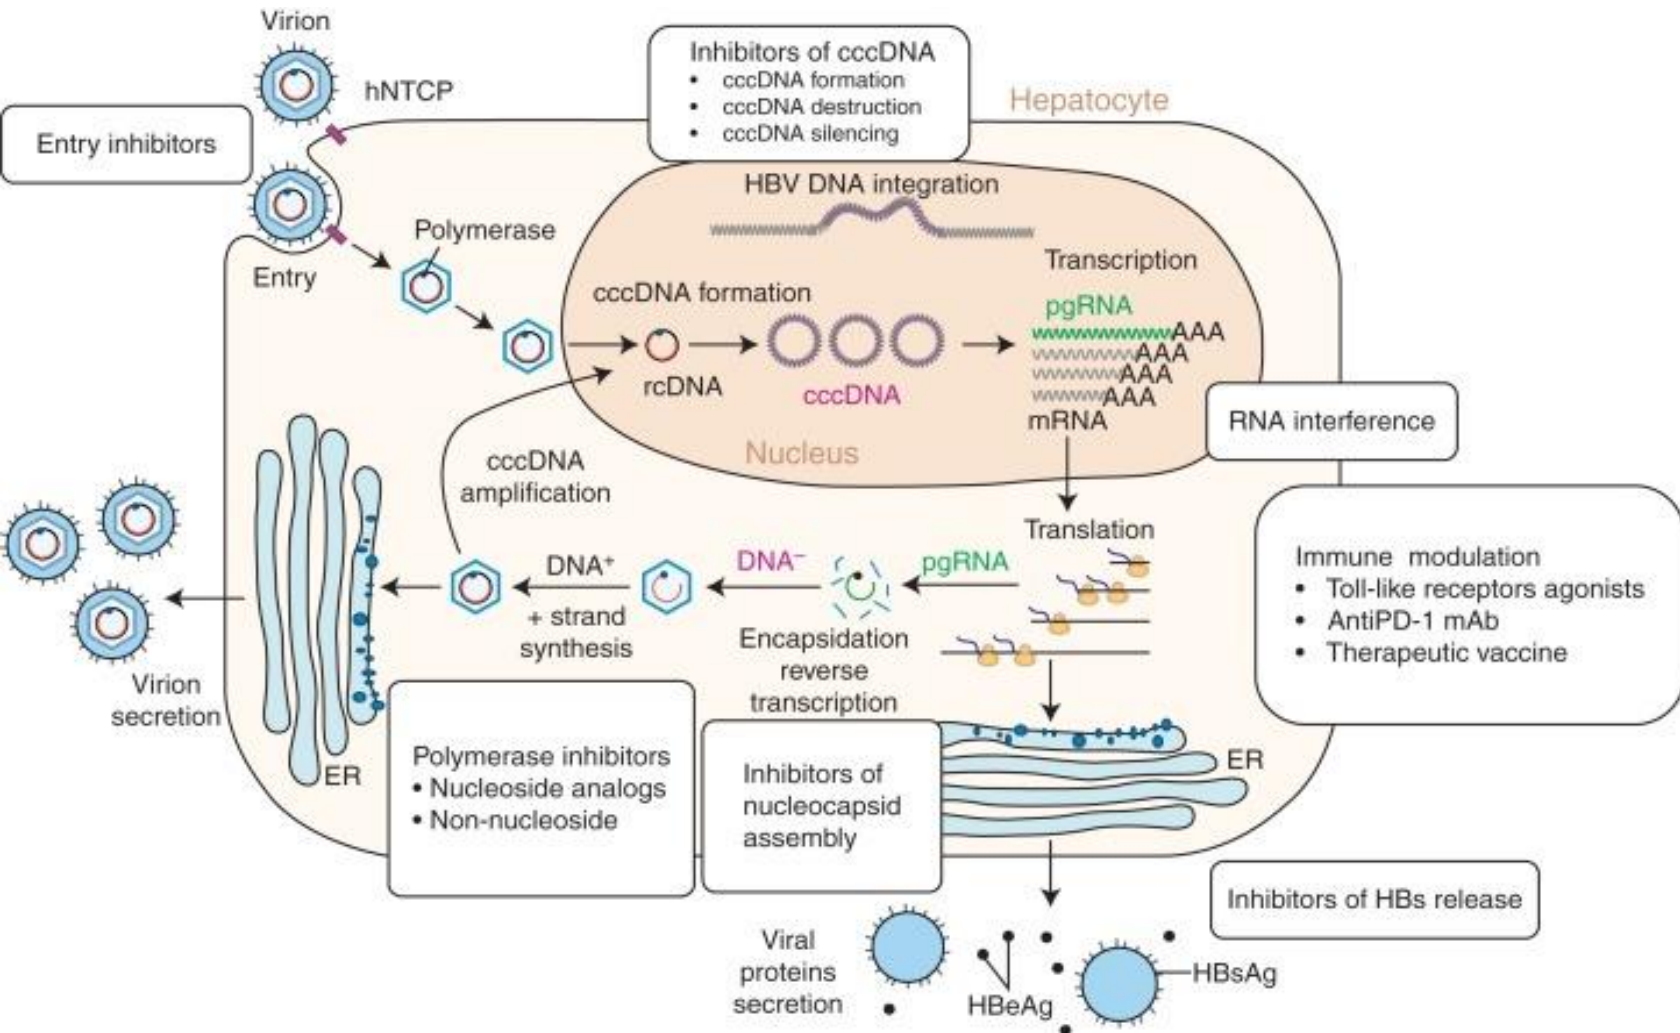 Virion
hNTCP
Entry inhibitors
Inhibitors of cccDNA
• cccDNA formation
• cccDNA destruction
• cccDNA silencing
Hepatocyte
HBV DNA integration
Polymerase
Entry
Transcription
cccDNA formation
pgRNA
AAA
AAA
AAA
AAA
rcDNA
cccDNA
mRNA
RNA interference
Nucleus
cccDNA
amplification
Translation
DNA⁺
DNA⁻
pgRNA
+ strand
synthesis
Encapsidation
reverse
transcription
Immune modulation
• Toll-like receptors agonists
• AntiPD-1 mAb
• Therapeutic vaccine
Virion
secretion
ER
Polymerase inhibitors
• Nucleoside analogs
• Non-nucleoside
Inhibitors of
nucleocapsid
assembly
ER
Inhibitors of HBs release
Viral
proteins
secretion
HBeAg
HBsAg